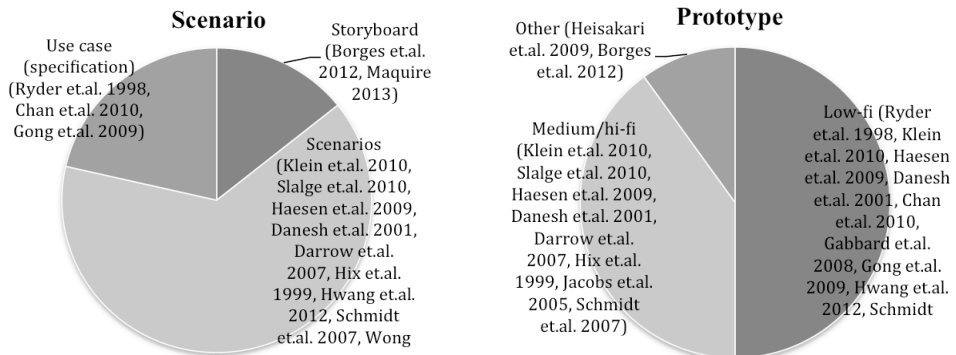 Scenario
Storyboard
(Borges et.al.
2012, Maquire
2013)
Use case
(specification)
(Ryder et.al. 1998,
Chan et.al. 2010,
Gong et.al. 2009)
Scenarios
(Klein et.al. 2010,
Slalge et.al. 2010,
Haesen et.al. 2009,
Danesh et.al. 2001,
Darrow et.al.
2007, Hix et.al.
1999, Hwang et.al.
2012, Schmidt
et.al. 2007, Wong
Prototype
Other (Heisakari
et.al. 2009, Borges
et.al. 2012)
Medium/hi-fi
(Klein et.al. 2010,
Slalge et.al. 2010,
Haesen et.al. 2009,
Danesh et.al. 2001,
Darrow et.al.
2007, Hix et.al.
1999, Jacobs et.al.
2005, Schmidt
et.al. 2007)
Low-fi (Ryder
et.al. 1998, Klein
et.al. 2010, Haesen
et.al. 2009, Danesh
et.al. 2001, Chan
et.al. 2010,
Gabbard et.al.
2008, Gong et.al.
2009, Hwang et.al.
2012, Schmidt